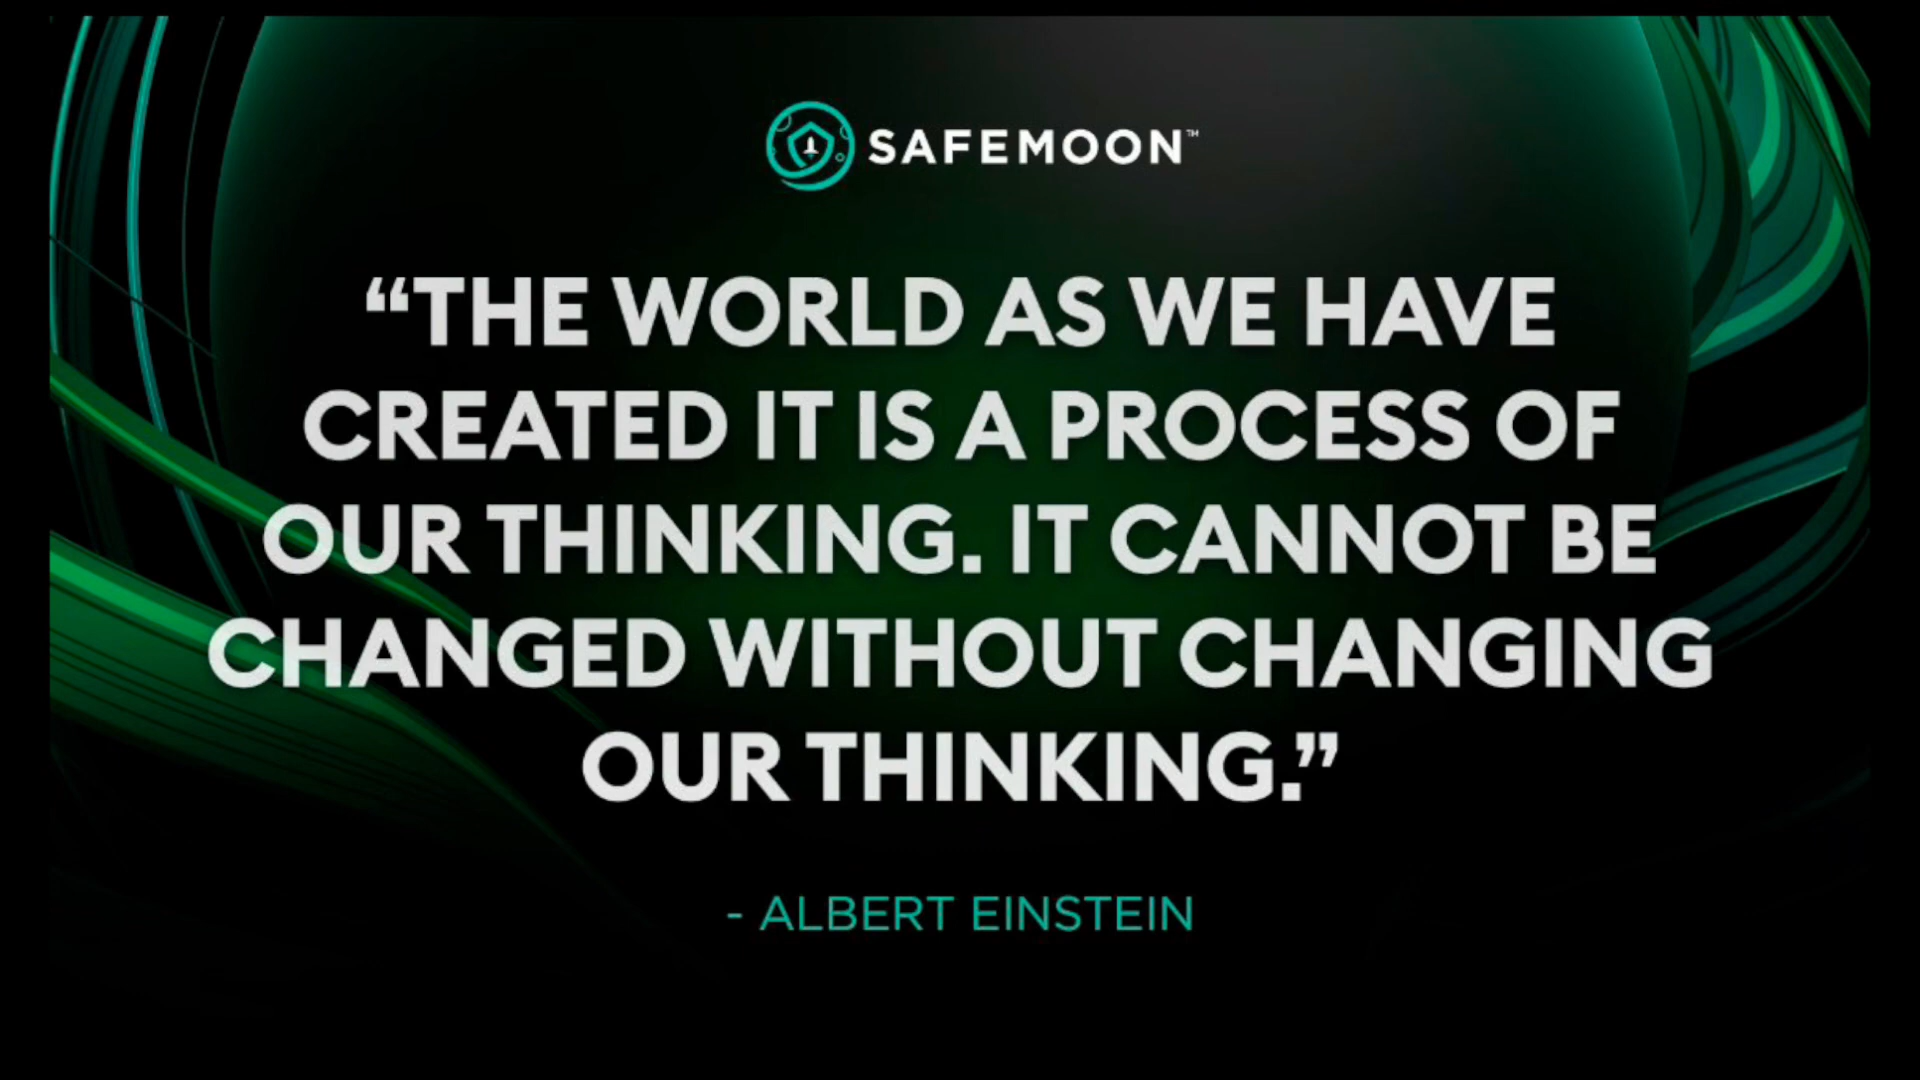 SAFEMOON™
“THE WORLD AS WE HAVE
CREATED IT IS A PROCESS OF
OUR THINKING. IT CANNOT BE
CHANGED WITHOUT CHANGING
OUR THINKING.”
- ALBERT EINSTEIN